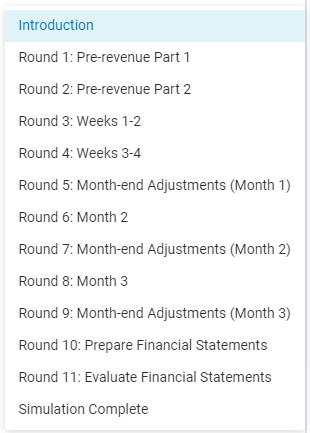 Introduction
Round 1: Pre-revenue Part 1
Round 2: Pre-revenue Part 2
Round 3: Weeks 1-2
Round 4: Weeks 3-4
Round 5: Month-end Adjustments (Month 1)
Round 6: Month 2
Round 7: Month-end Adjustments (Month 2)
Round 8: Month 3
Round 9: Month-end Adjustments (Month 3)
Round 10: Prepare Financial Statements
Round 11: Evaluate Financial Statements
Simulation Complete